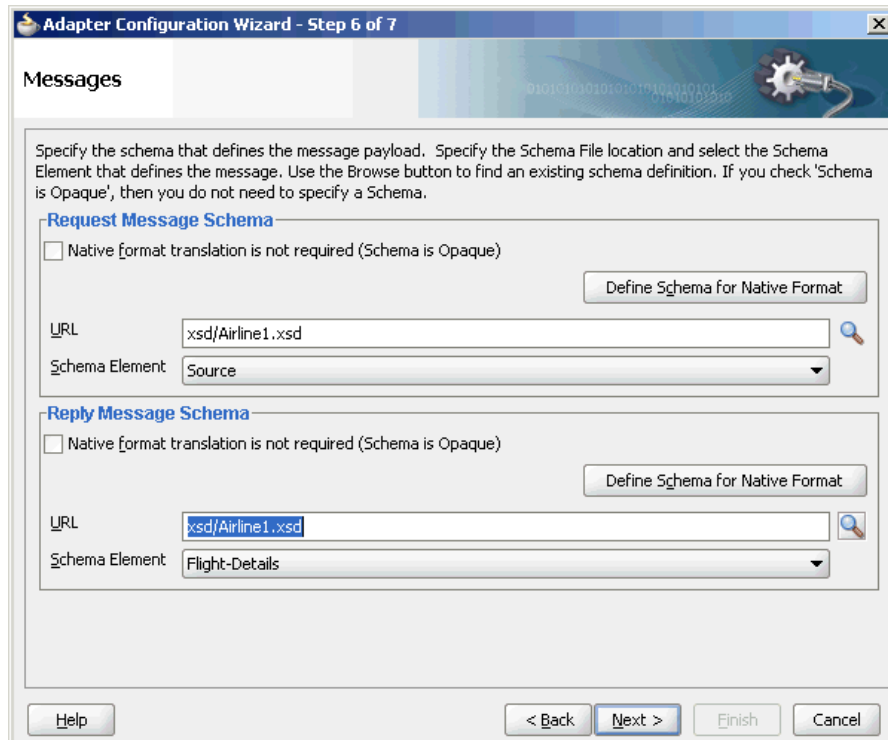 Adapter Configuration Wizard - Step 6 of 7
Messages
Specify the schema that defines the message payload. Specify the Schema File location and select the Schema
Element that defines the message. Use the Browse button to find an existing schema definition. If you check 'Schema
is Opaque', then you do not need to specify a Schema.
Request Message Schema
Native format translation is not required (Schema is Opaque)
Define Schema for Native Format
URL xsd/Airline1.xsd
Schema Element Source
Reply Message Schema
Native format translation is not required (Schema is Opaque)
Define Schema for Native Format
URL xsd/Airline1.xsd
Schema Element Flight-Details
Help < Back Next > Finish Cancel